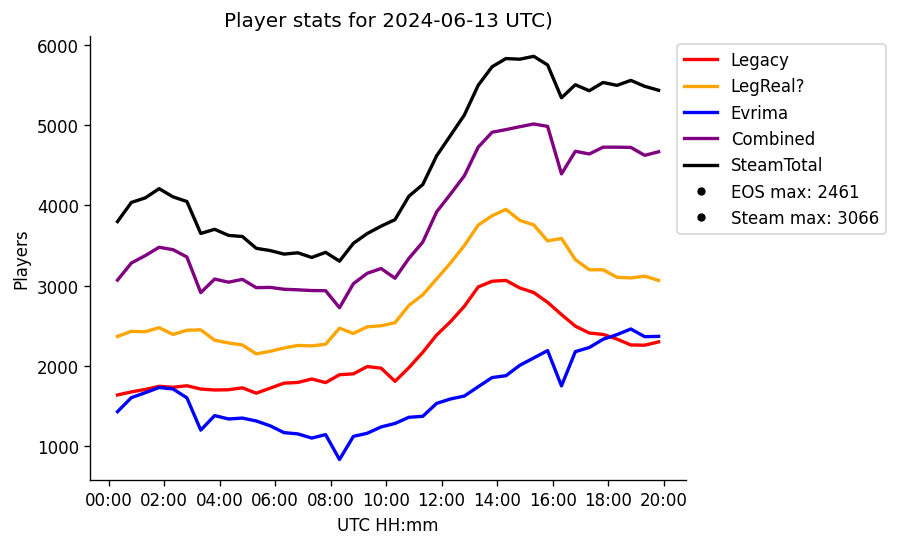 Player stats for 2024-06-13 UTC)
6000
5000
4000
3000
2000
1000
Players
00:00 02:00 04:00 06:00 08:00 10:00 12:00 14:00 16:00 18:00 20:00
UTC HH:mm
Legacy
LegReal?
Evrima
Combined
SteamTotal
EOS max: 2461
Steam max: 3066